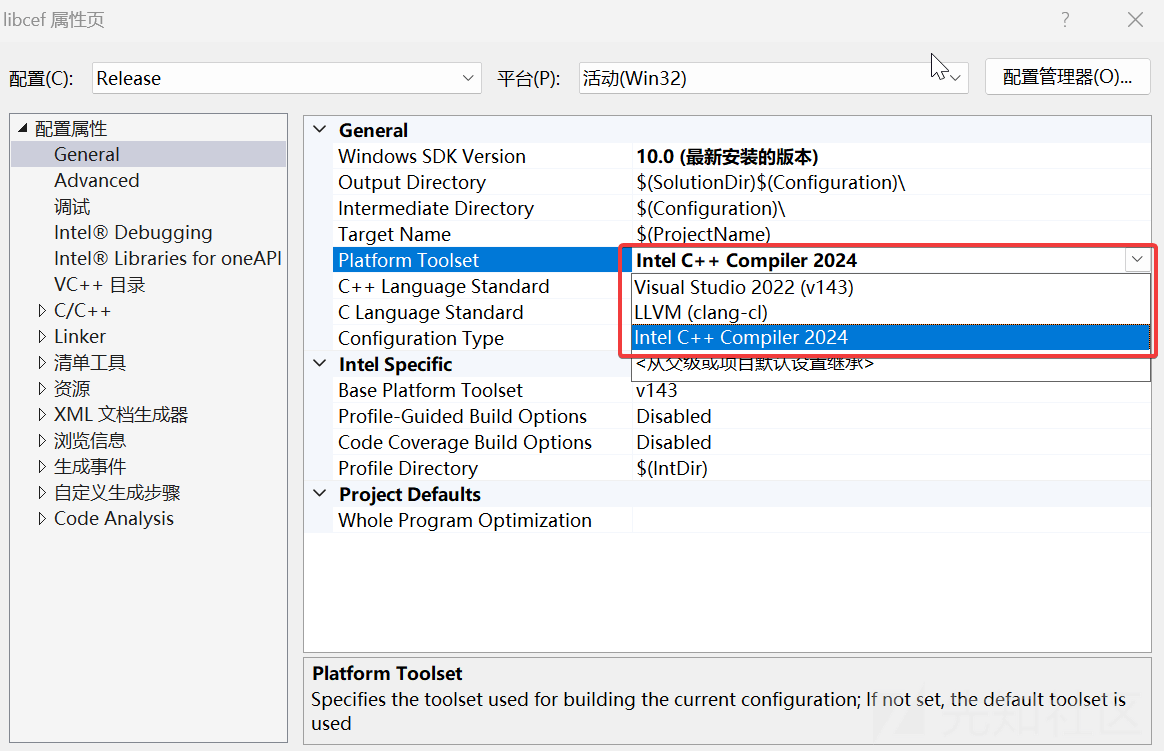 libcef 属性页
配置(C): Release 平台(P): 活动(Win32) 配置管理器(O)...
配置属性
General
Advanced
调试
Intel® Debugging
Intel® Libraries for oneAPI
VC++ 目录
C/C++
Linker
清单工具
资源
XML 文档生成器
浏览信息
生成事件
自定义生成步骤
Code Analysis
General
Windows SDK Version 10.0 (最新安装的版本)
Output Directory $(SolutionDir)$(Configuration)\
Intermediate Directory $(Configuration)\
Target Name $(ProjectName)
Platform Toolset Intel C++ Compiler 2024
C++ Language Standard Visual Studio 2022 (v143)
C Language Standard LLVM (clang-cl)
Configuration Type Intel C++ Compiler 2024
Intel Specific <从父级或项目默认设置继承>
Base Platform Toolset v143
Profile-Guided Build Options Disabled
Code Coverage Build Options Disabled
Profile Directory $(IntDir)
Project Defaults
Whole Program Optimization
Platform Toolset
Specifies the toolset used for building the current configuration; If not set, the default toolset is
used
先知社区